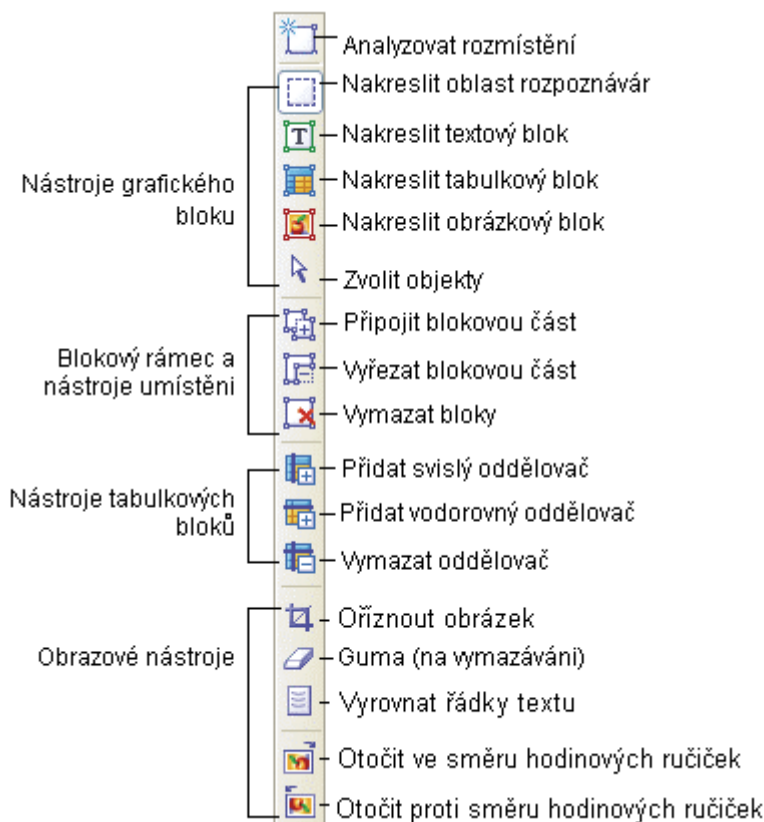 Analyzovat rozmístění
Nakreslit oblast rozpoznávár
Nakreslit textový blok
Nástroje grafického
bloku
Nakreslit tabulkový blok
Nakreslit obrázkový blok
Zvolit objekty
Připojit blokovou část
Blokový rámec a
nástroje umístěni
Vyřezat blokovou část
Vymazat bloky
Přidat svislý oddělovač
Nástroje tabulkových
bloků
Přidat vodorovný oddělovač
Vymazat oddělovač
Oříznout obrázek
Obrazové nástroje
Guma (na vymazáváni)
Vyrovnat řádky textu
Otočit ve směru hodinových ručiček
Otočit proti směru hodinových ručiček